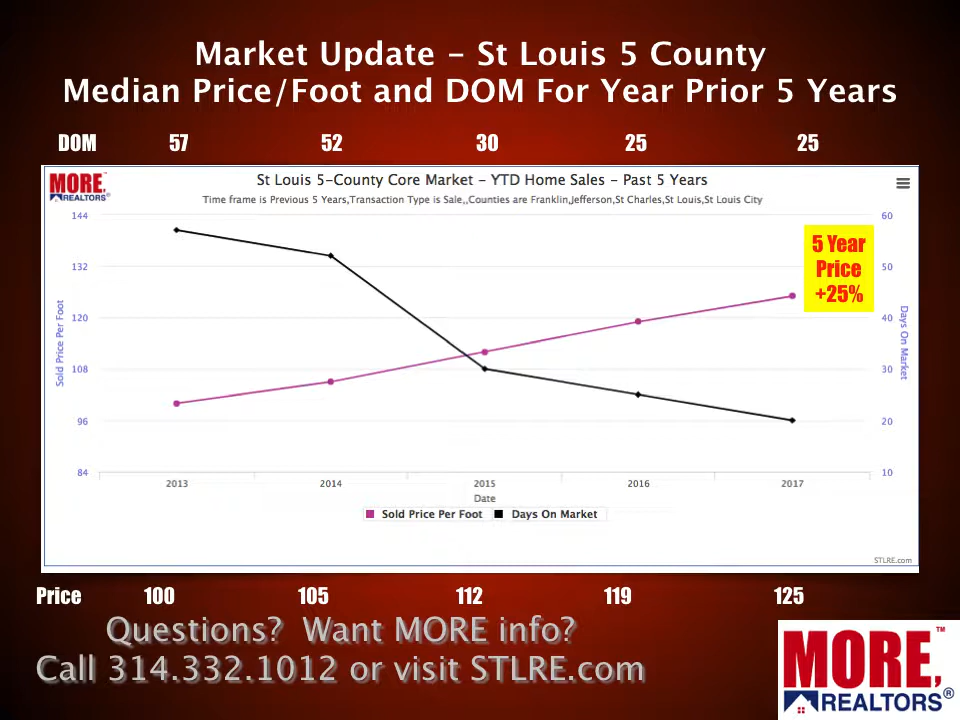 Market Update - St Louis 5 County
Median Price/Foot and DOM For Year Prior 5 Years
DOM 57 52 30 25 25
MORE, REALTORS®
St Louis 5-County Core Market - YTD Home Sales - Past 5 Years
Time frame is Previous 5 Years,Transaction Type is Sale,,Counties are Franklin,Jefferson,St Charles,St Louis,St Louis City
144 60
5 Year
Price
+25%
132 50
120 40
Sold Price Per Foot
Days On Market
108 30
96 20
84 10
2013 2014 2015 2016 2017
Date
Sold Price Per Foot Days On Market
STLRE.com
Price 100 105 112 119 125
Questions? Want MORE info?
Call 314.332.1012 or visit STLRE.com
MORE,™
REALTORS®